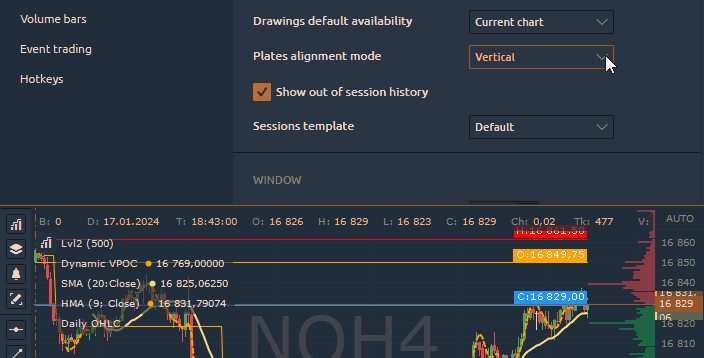 Volume bars
Event trading
Hotkeys
Drawings default availability
Current chart
Plates alignment mode
Vertical
Show out of session history
Sessions template
Default
WINDOW
B: 0 D: 17.01.2024 T: 18:43:00 O: 16 826 H: 16 829 L: 16 823 C: 16 829 Ch: 0,02 Tk: 477 V:
AUTO
Lvl2 (500)
Dynamic VPOC 16 769,00000
SMA (20:Close) 16 825,06250
HMA (9; Close) 16 831,79074
Daily OHLC
O:16 849,75
C:16 829,00
16 860
16 850
16 840
16 831.
16 829
06
16 820
16 810
NQH4